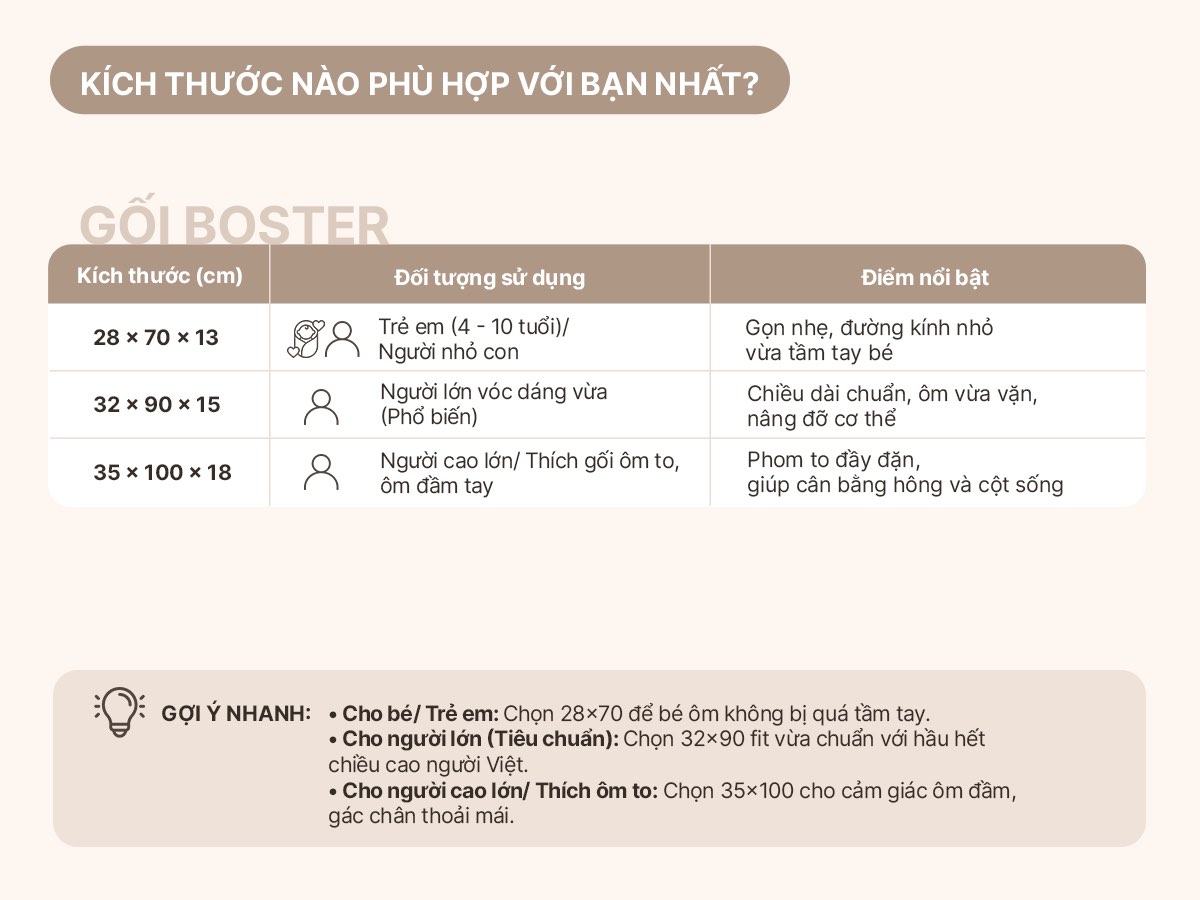 KÍCH THƯỚC NÀO PHÙ HỢP VỚI BẠN NHẤT?
GỐI BOSTER
Kích thước (cm)
Đối tượng sử dụng
Điểm nổi bật
28 × 70 × 13
Trẻ em (4 - 10 tuổi)/
Người nhỏ con
Gọn nhẹ, đường kính nhỏ
vừa tầm tay bé
32 × 90 × 15
Người lớn vóc dáng vừa
(Phổ biến)
Chiều dài chuẩn, ôm vừa vặn,
nâng đỡ cơ thể
35 × 100 × 18
Người cao lớn/ Thích gối ôm to,
ôm đầm tay
Phom to đầy đặn,
giúp cân bằng hông và cột sống
GỢI Ý NHANH:
• Cho bé/ Trẻ em: Chọn 28×70 để bé ôm không bị quá tầm tay.
• Cho người lớn (Tiêu chuẩn): Chọn 32×90 fit vừa chuẩn với hầu hết
chiều cao người Việt.
• Cho người cao lớn/ Thích ôm to: Chọn 35×100 cho cảm giác ôm đầm,
gác chân thoải mái.